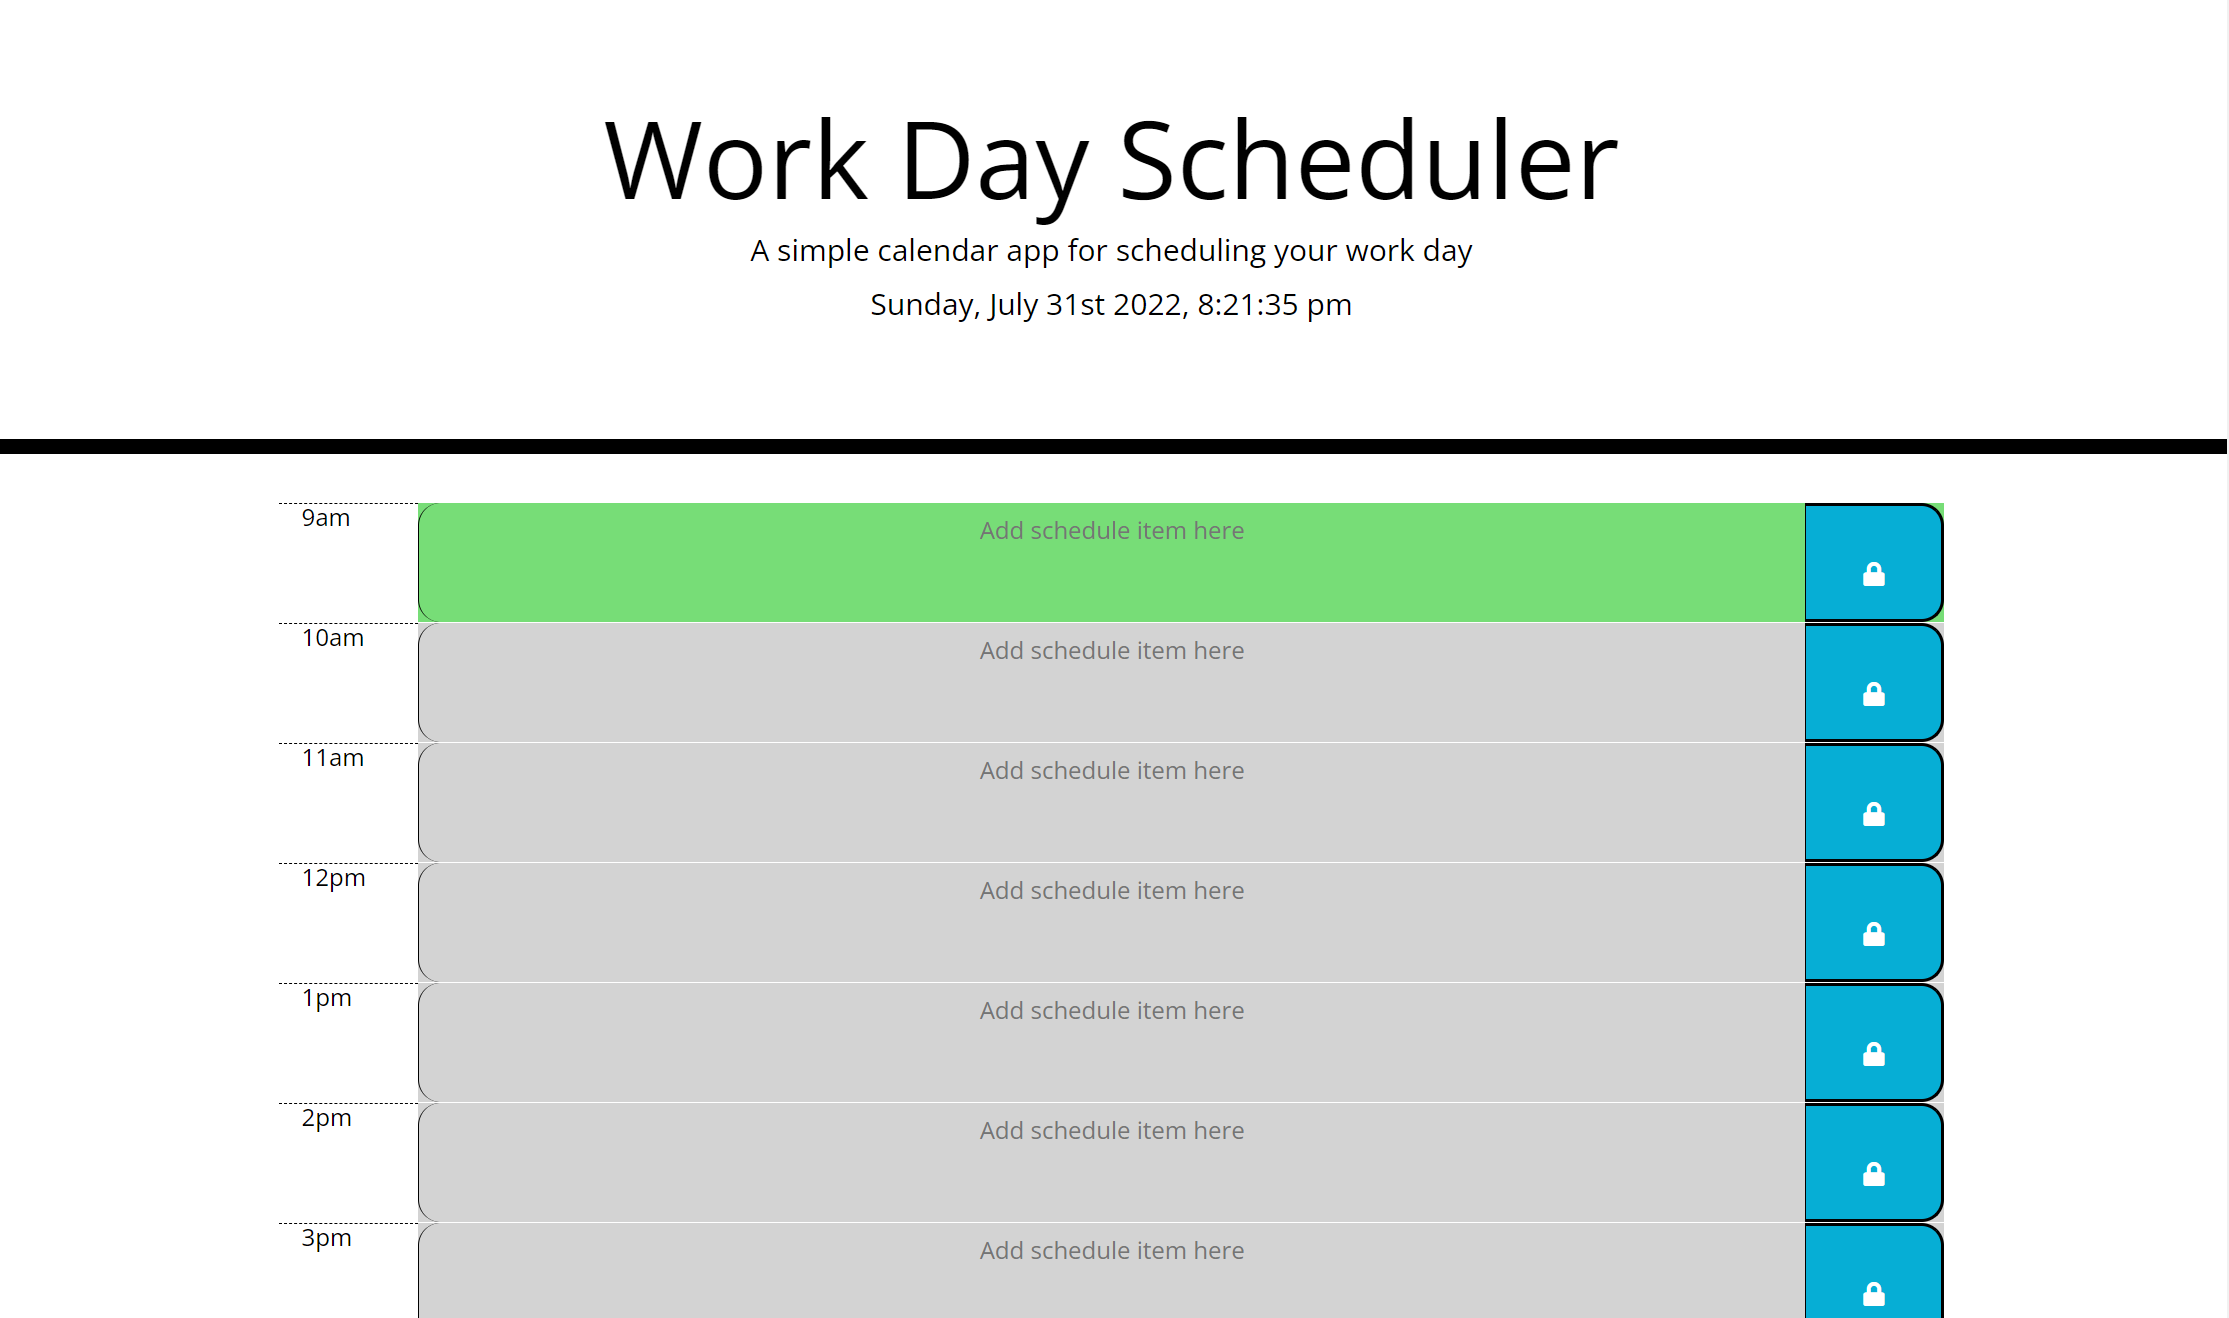 Work Day Scheduler
A simple calendar app for scheduling your work day
Sunday, July 31st 2022, 8:21:35 pm
9am
Add schedule item here
10am
Add schedule item here
11am
Add schedule item here
12pm
Add schedule item here
1pm
Add schedule item here
2pm
Add schedule item here
3pm
Add schedule item here